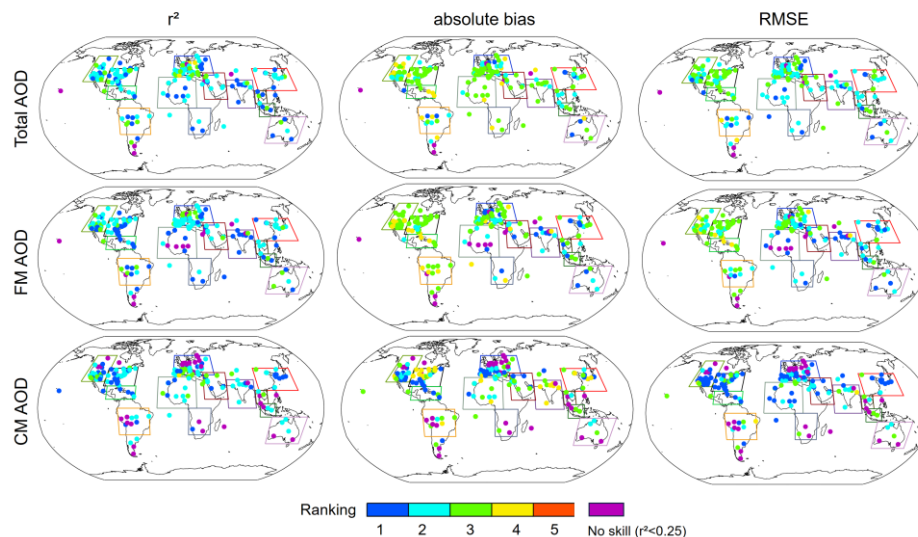 r² absolute bias RMSE
Total AOD
FM AOD
CM AOD
Ranking
1 2 3 4 5 No skill (r²<0.25)